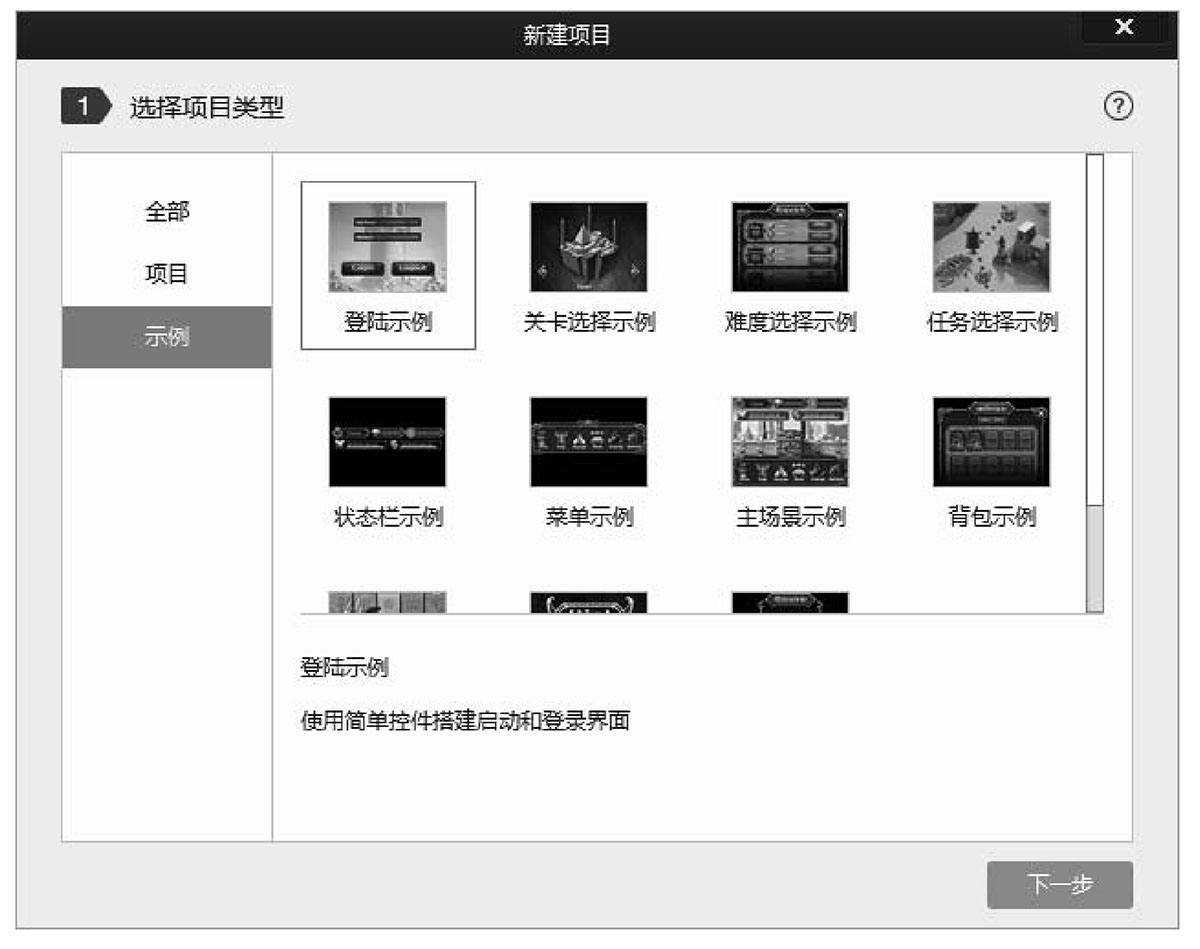 新建项目
X
1 选择项目类型
?
全部
项目
示例
登陆示例 关卡选择示例 难度选择示例 任务选择示例
状态栏示例 菜单示例 主场景示例 背包示例
登陆示例
使用简单控件搭建启动和登录界面
下一步